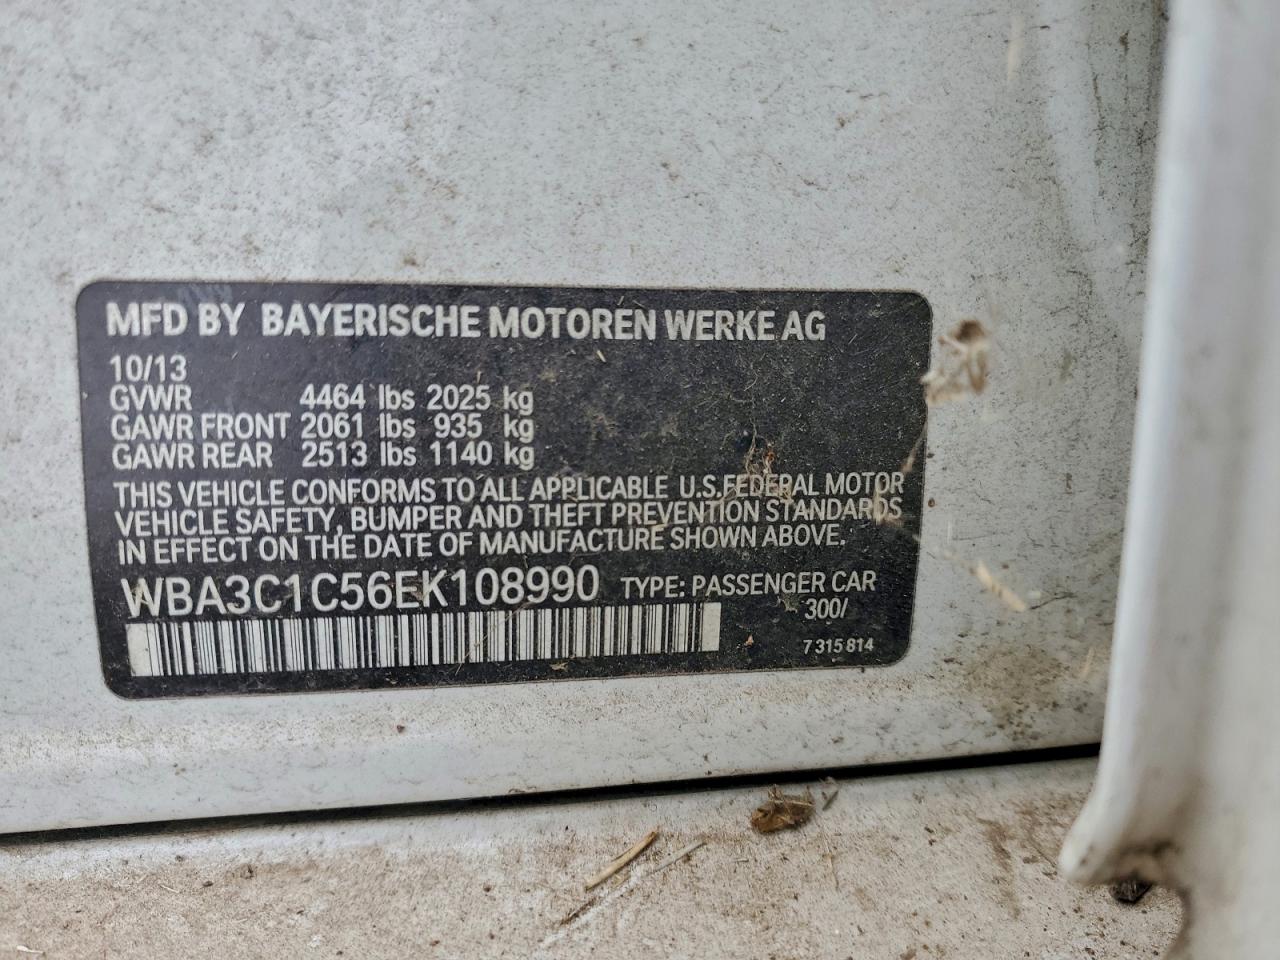 MFD BY BAYERISCHE MOTOREN WERKE AG
10/13
GVWR 4464 lbs 2025 kg
GAWR FRONT 2061 lbs 935 kg
GAWR REAR 2513 lbs 1140 kg
THIS VEHICLE CONFORMS TO ALL APPLICABLE U.S.FEDERAL MOTOR
VEHICLE SAFETY, BUMPER AND THEFT PREVENTION STANDARDS
IN EFFECT ON THE DATE OF MANUFACTURE SHOWN ABOVE.
WBA3C1C56EK108990 TYPE: PASSENGER CAR
300/
7 315 814